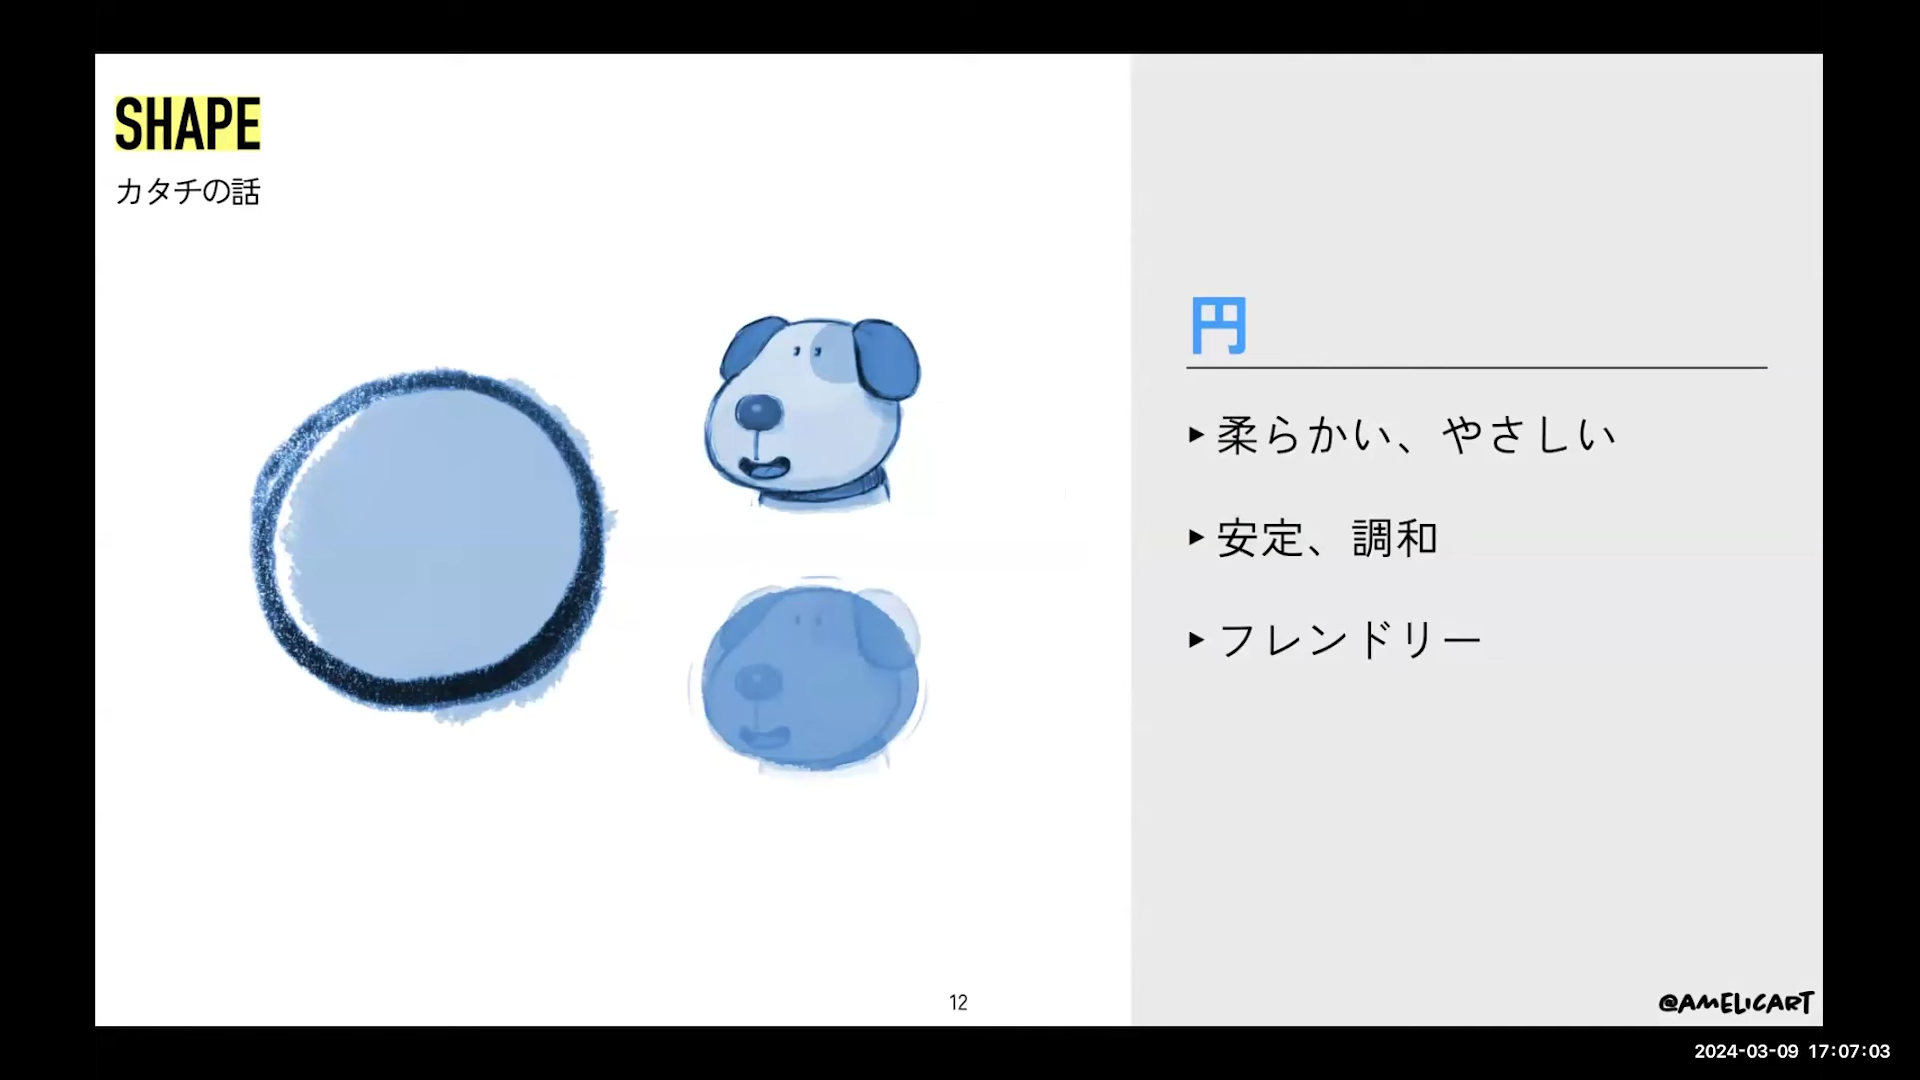 SHAPE
カタチの話
円
▸柔らかい、やさしい
▸安定、調和
▸フレンドリー
12
@AMELICART
2024-03-09 17:07:03